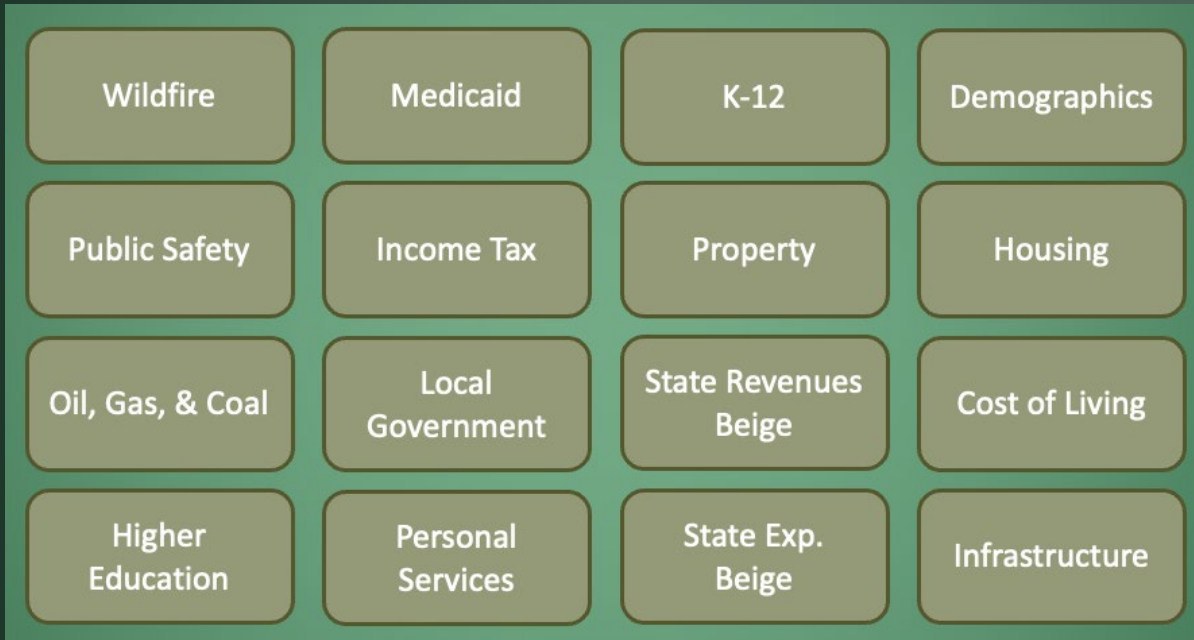 Wildfire
Medicaid
K-12
Demographics
Public Safety
Income Tax
Property
Housing
Oil, Gas, & Coal
Local
Government
State Revenues
Beige
Cost of Living
Higher
Education
Personal
Services
State Exp.
Beige
Infrastructure